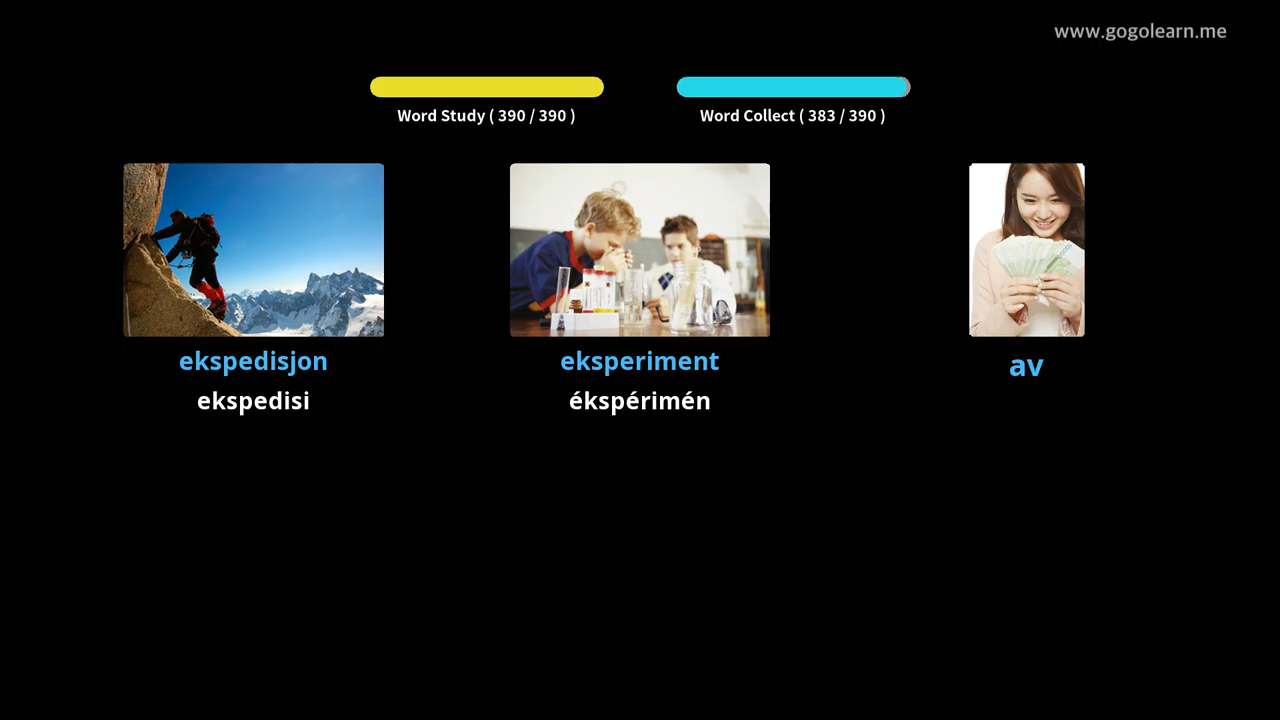 www.gogolearn.me
Word Study ( 390 / 390 )
Word Collect ( 383 / 390 )
ekspedisjon
ekspedisi
eksperiment
ékspérimén
av